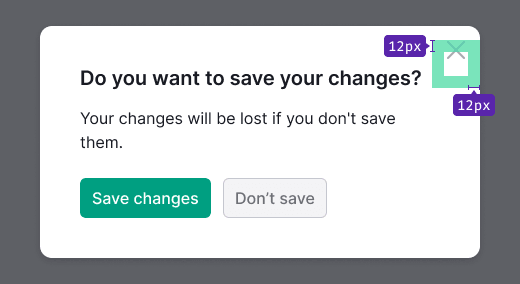 12px
Do you want to save your changes?
12px
Your changes will be lost if you don't save
them.
Save changes
Don’t save